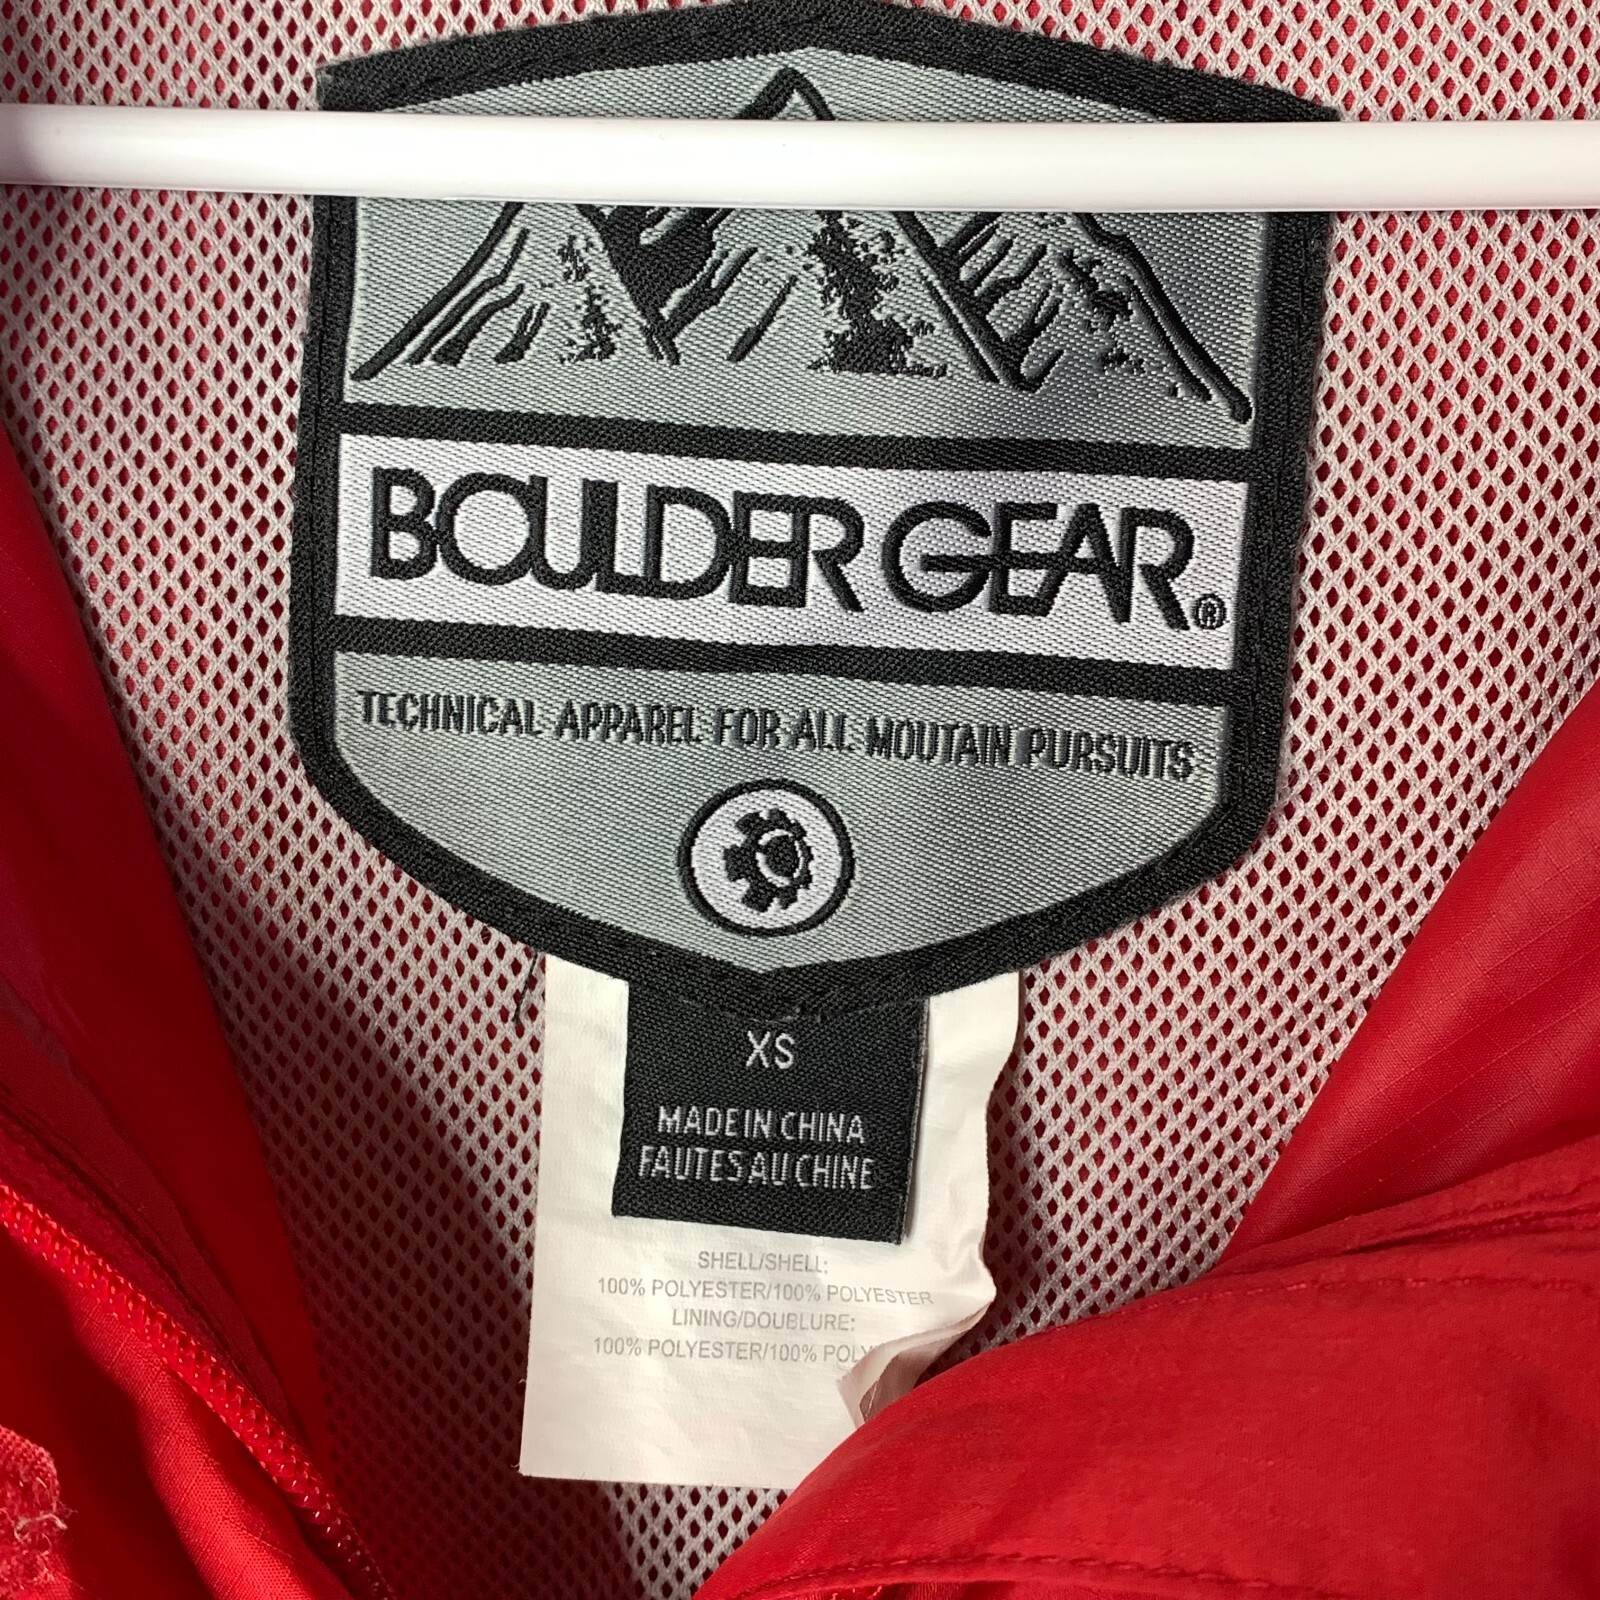 BOULDER GEAR®
TECHNICAL APPAREL FOR ALL MOUTAIN PURSUITS
XS
MADE IN CHINA
FAUTES AU CHINE
SHELL/SHELL:
100% POLYESTER/100% POLYESTER
LINING/DOUBLURE:
100% POLYESTER/100% POLY